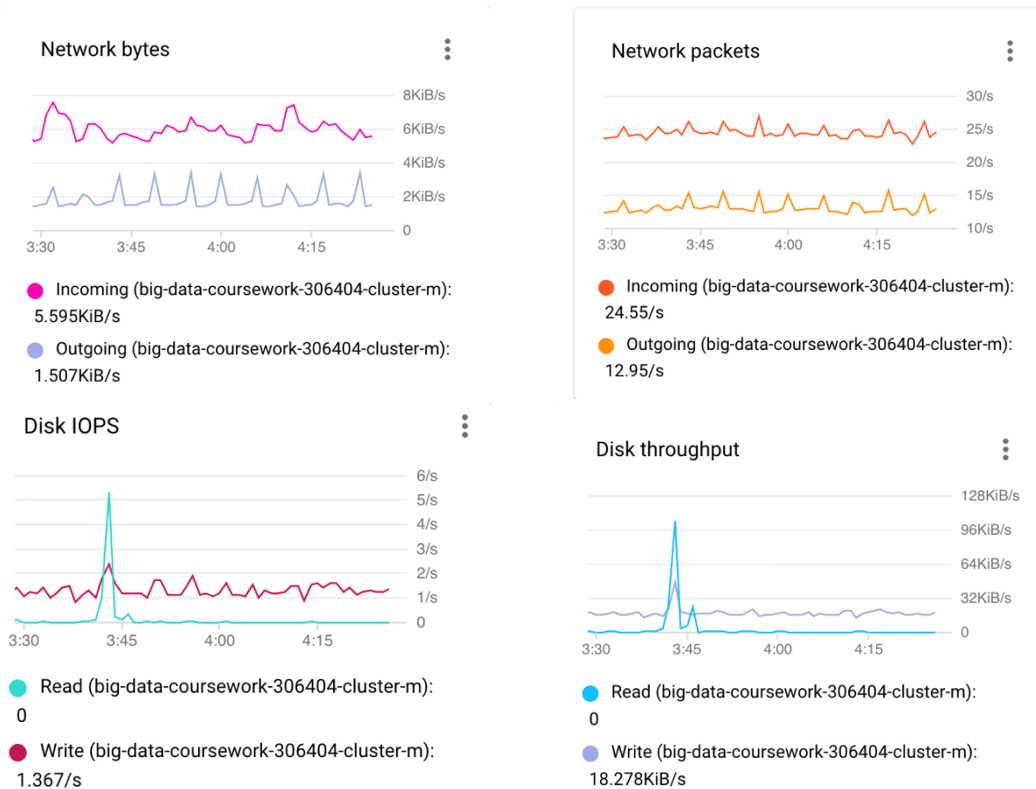 Network bytes
8KiB/s
6KiB/s
4KiB/s
2KiB/s
0
3:30 3:45 4:00 4:15
Incoming (big-data-coursework-306404-cluster-m):
5.595KiB/s
Outgoing (big-data-coursework-306404-cluster-m):
1.507KiB/s
Network packets
30/s
25/s
20/s
15/s
10/s
3:30 3:45 4:00 4:15
Incoming (big-data-coursework-306404-cluster-m):
24.55/s
Outgoing (big-data-coursework-306404-cluster-m):
12.95/s
Disk IOPS
6/s
5/s
4/s
3/s
2/s
1/s
0
3:30 3:45 4:00 4:15
Read (big-data-coursework-306404-cluster-m):
0
Write (big-data-coursework-306404-cluster-m):
1.367/s
Disk throughput
128KiB/s
96KiB/s
64KiB/s
32KiB/s
0
3:30 3:45 4:00 4:15
Read (big-data-coursework-306404-cluster-m):
0
Write (big-data-coursework-306404-cluster-m):
18.278KiB/s